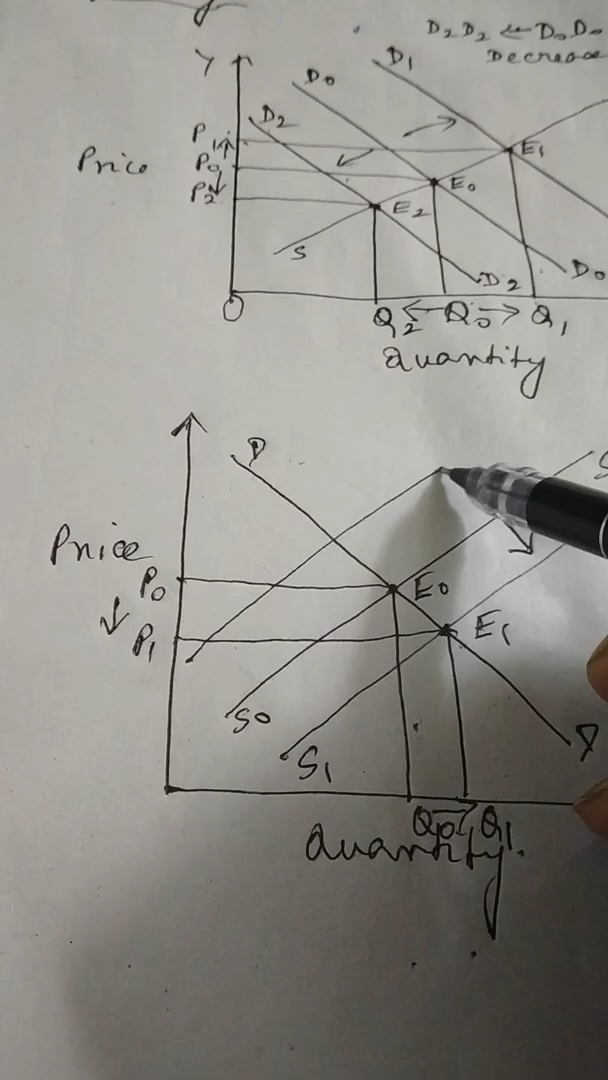 D₂D₂ ← D₀D₀
Decrease
Y
D₁
D₀
D₂
P₁↑
Price
P₀
P₂↓
E₁
E₀
E₂
S
D₂
D₀
O
Q₂ ← Q₀ → Q₁
Quantity
D
Price
P₀
↓
P₁
E₀
E₁
S₀
S₁
D
Q₀ → Q₁
Quantity.